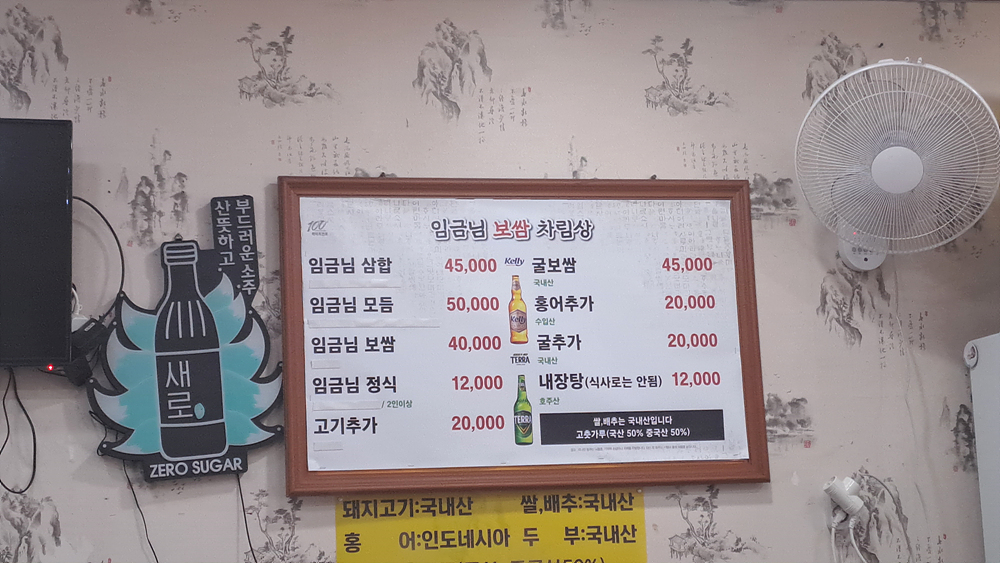 부드러운 소주
산뜻하고
새로
ZERO SUGAR
100
임금님 보쌈 차림상
임금님 삼합 45,000
임금님 모듬 50,000
임금님 보쌈 40,000
임금님 정식 12,000
/ 2인이상
고기추가 20,000
Kelly
Kelly
TERRA
TERRA
굴보쌈 45,000
국내산
홍어추가 20,000
수입산
굴추가 20,000
국내산
내장탕(식사로는 안됨) 12,000
호주산
쌀,배추는 국내산입니다
고춧가루(국산 50% 중국산 50%)
돼지고기:국내산 쌀,배추:국내산
홍 어:인도네시아 두 부:국내산